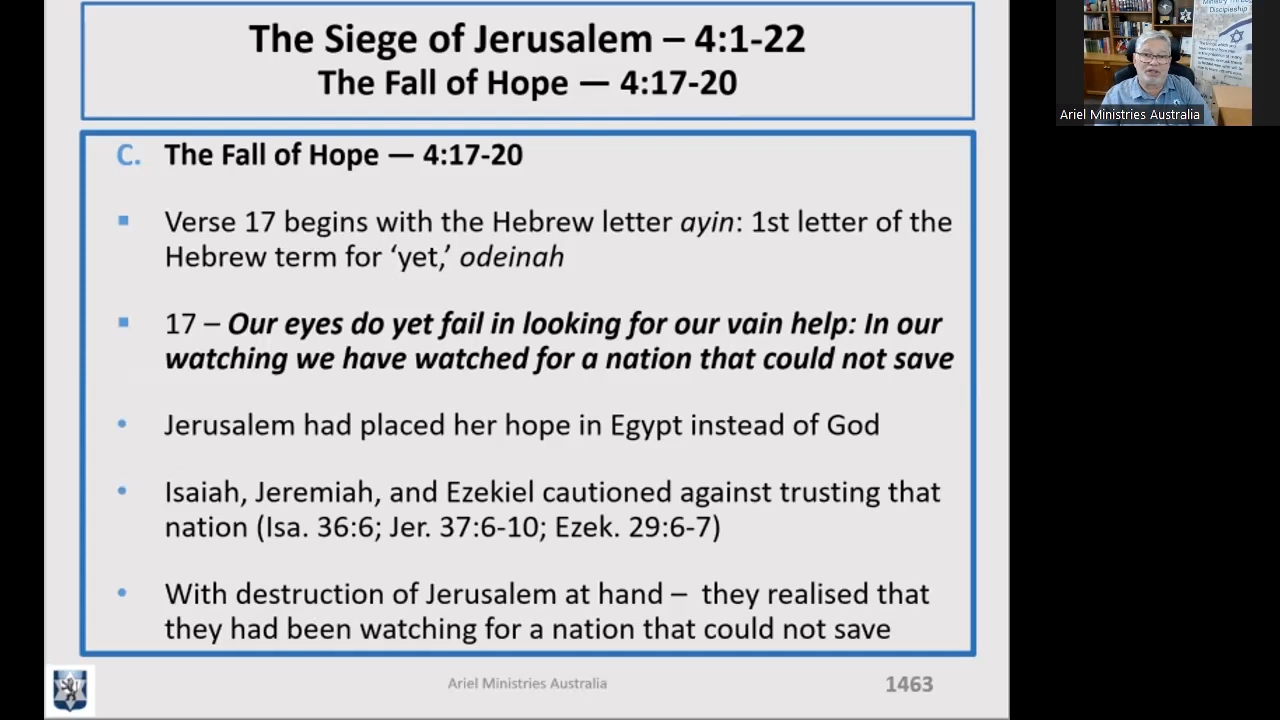 The Siege of Jerusalem – 4:1-22
The Fall of Hope — 4:17-20
C. The Fall of Hope — 4:17-20
▪ Verse 17 begins with the Hebrew letter ayin: 1st letter of the
Hebrew term for ‘yet,’ odeinah
▪ 17 – Our eyes do yet fail in looking for our vain help: In our
watching we have watched for a nation that could not save
• Jerusalem had placed her hope in Egypt instead of God
• Isaiah, Jeremiah, and Ezekiel cautioned against trusting that
nation (Isa. 36:6; Jer. 37:6-10; Ezek. 29:6-7)
• With destruction of Jerusalem at hand – they realised that
they had been watching for a nation that could not save
Ariel Ministries Australia
1463
Ministry Through
Discipleship
Ariel Ministries Australia